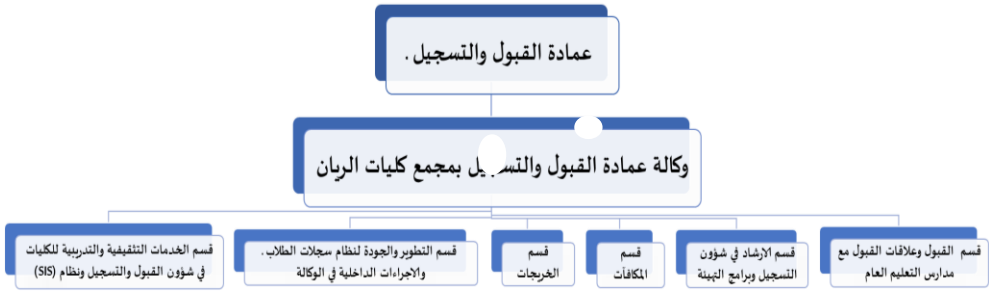 عمادة القبول والتسجيل .
وكالة عمادة القبول والتسجيل بمجمع كليات الريان
قسم القبول وعلاقات القبول مع
مدارس التعليم العام
قسم الارشاد في شؤون
التسجيل وبرامج التهيئة
قسم
المكافآت
قسم
الخريجات
قسم التطوير والجودة لنظام سجلات الطلاب .
والاجراءات الداخلية في الوكالة
قسم الخدمات التثقيفية والتدريبية للكليات
في شؤون القبول والتسجيل ونظام (SIS)